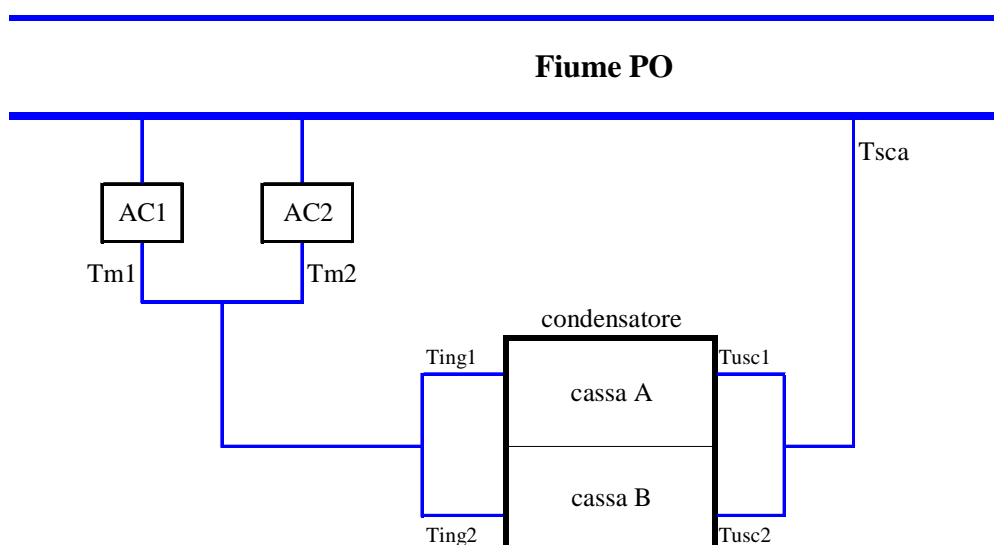 Fiume PO
Tsca
AC1
AC2
Tm1
Tm2
condensatore
Ting1
Tusc1
cassa A
cassa B
Ting2
Tusc2